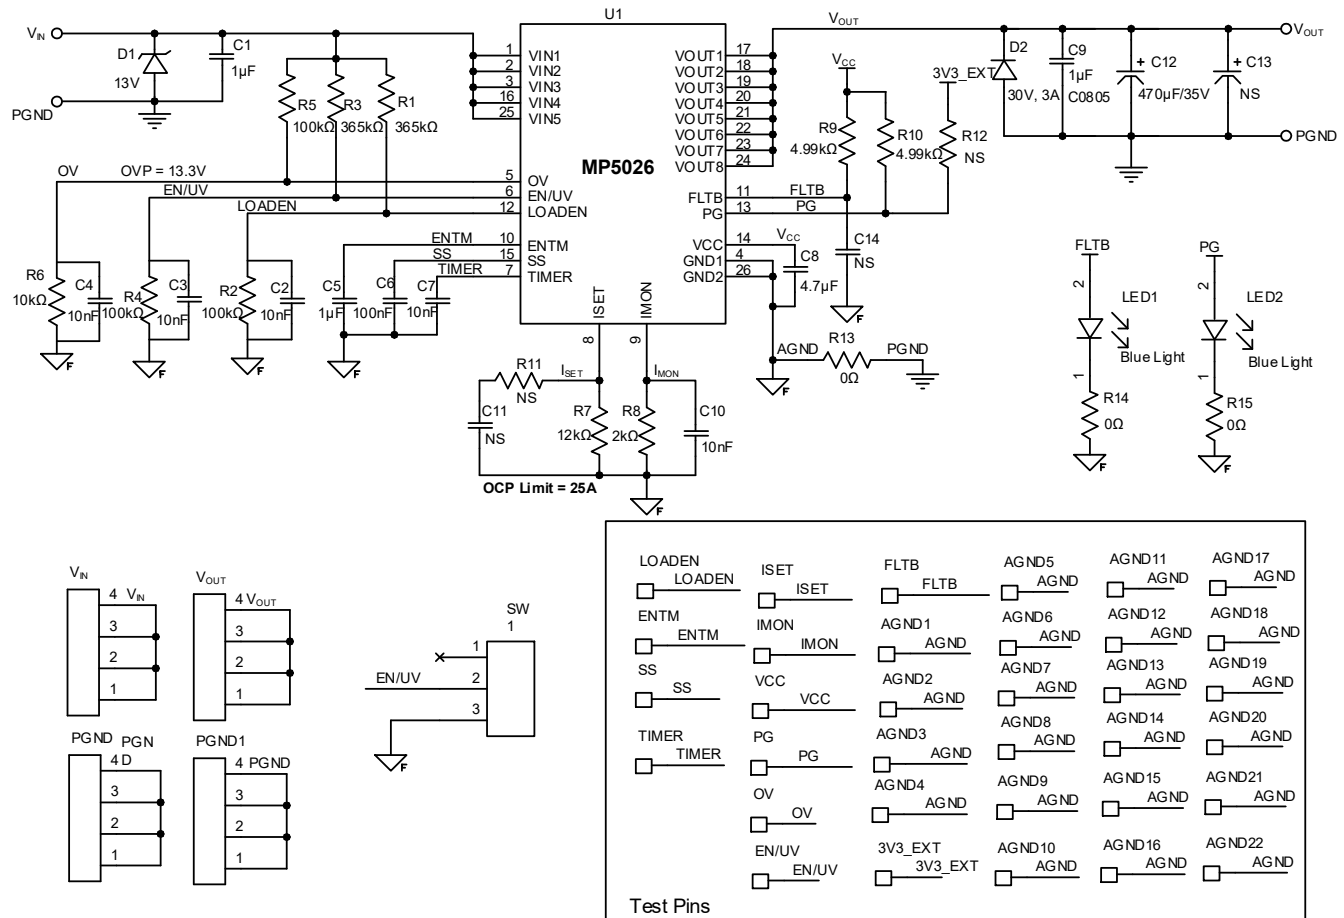 U1
MP5026
V_IN
PGND
D1
13V
C1
1µF
R5
100kΩ
R3
365kΩ
R1
365kΩ
1 VIN1
2 VIN2
3 VIN3
16 VIN4
25 VIN5
OV
OVP = 13.3V
5 OV
EN/UV
6 EN/UV
LOADEN
12 LOADEN
ENTM
10 ENTM
SS
15 SS
TIMER
7 TIMER
R6
10kΩ
C4
10nF
R4
100kΩ
C3
10nF
R2
100kΩ
C2
10nF
C5
1µF
C6
100nF
C7
10nF
F
F
F
F
ISET
8
IMON
9
R11
NS
I_SET
I_MON
C11
NS
R7
12kΩ
R8
2kΩ
C10
10nF
OCP Limit = 25A
F
VOUT1 17
VOUT2 18
VOUT3 19
VOUT4 20
VOUT5 21
VOUT6 22
VOUT7 23
VOUT8 24
FLTB 11
FLTB
PG 13
PG
VCC 14
V_CC
GND1 4
GND2 26
V_OUT
V_OUT
PGND
V_CC
3V3_EXT
R9
4.99kΩ
R10
4.99kΩ
R12
NS
D2
30V, 3A
C9
1µF
C0805
+ C12
470µF/35V
+ C13
NS
C14
NS
F
C8
4.7µF
AGND
R13
0Ω
PGND
F
FLTB
2
LED1
Blue Light
1
R14
0Ω
F
PG
2
LED2
Blue Light
1
R15
0Ω
F
V_IN
4 V_IN
3
2
1
V_OUT
4 V_OUT
3
2
1
PGND
PGN
4 D
3
2
1
PGND1
4 PGND
3
2
1
SW
1
1
EN/UV 2
3
F
LOADEN
LOADEN
ENTM
ENTM
SS
SS
TIMER
TIMER
ISET
ISET
IMON
IMON
VCC
VCC
PG
PG
OV
OV
EN/UV
EN/UV
FLTB
FLTB
AGND1
AGND
AGND2
AGND
AGND3
AGND
AGND4
AGND
3V3_EXT
3V3_EXT
AGND5
AGND
AGND6
AGND
AGND7
AGND
AGND8
AGND
AGND9
AGND
AGND10
AGND
AGND11
AGND
AGND12
AGND
AGND13
AGND
AGND14
AGND
AGND15
AGND
AGND16
AGND
AGND17
AGND
AGND18
AGND
AGND19
AGND
AGND20
AGND
AGND21
AGND
AGND22
AGND
Test Pins